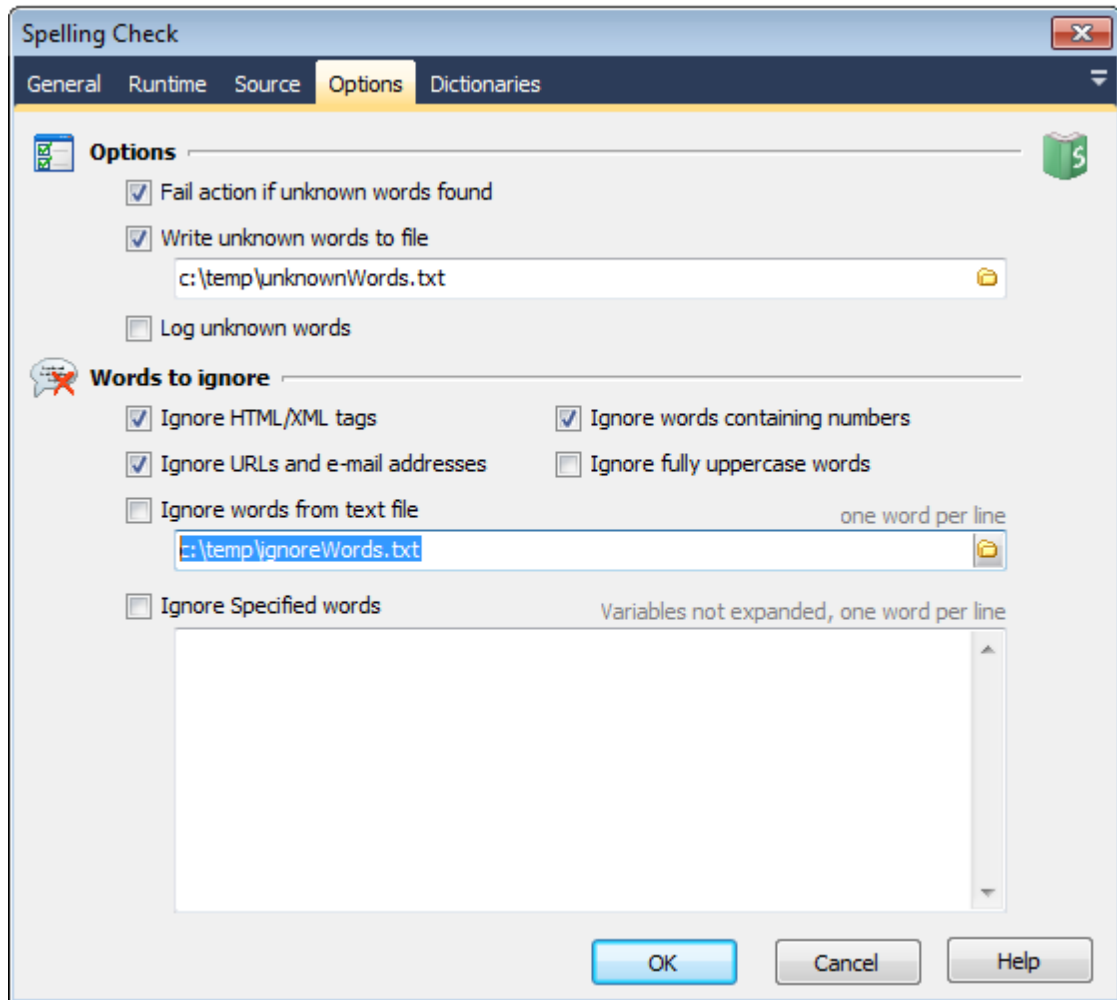 Spelling Check
General Runtime Source Options Dictionaries
Options
Fail action if unknown words found
Write unknown words to file
c:\temp\unknownWords.txt
Log unknown words
Words to ignore
Ignore HTML/XML tags Ignore words containing numbers
Ignore URLs and e-mail addresses Ignore fully uppercase words
Ignore words from text file one word per line
c:\temp\ignoreWords.txt
Ignore Specified words Variables not expanded, one word per line
OK Cancel Help